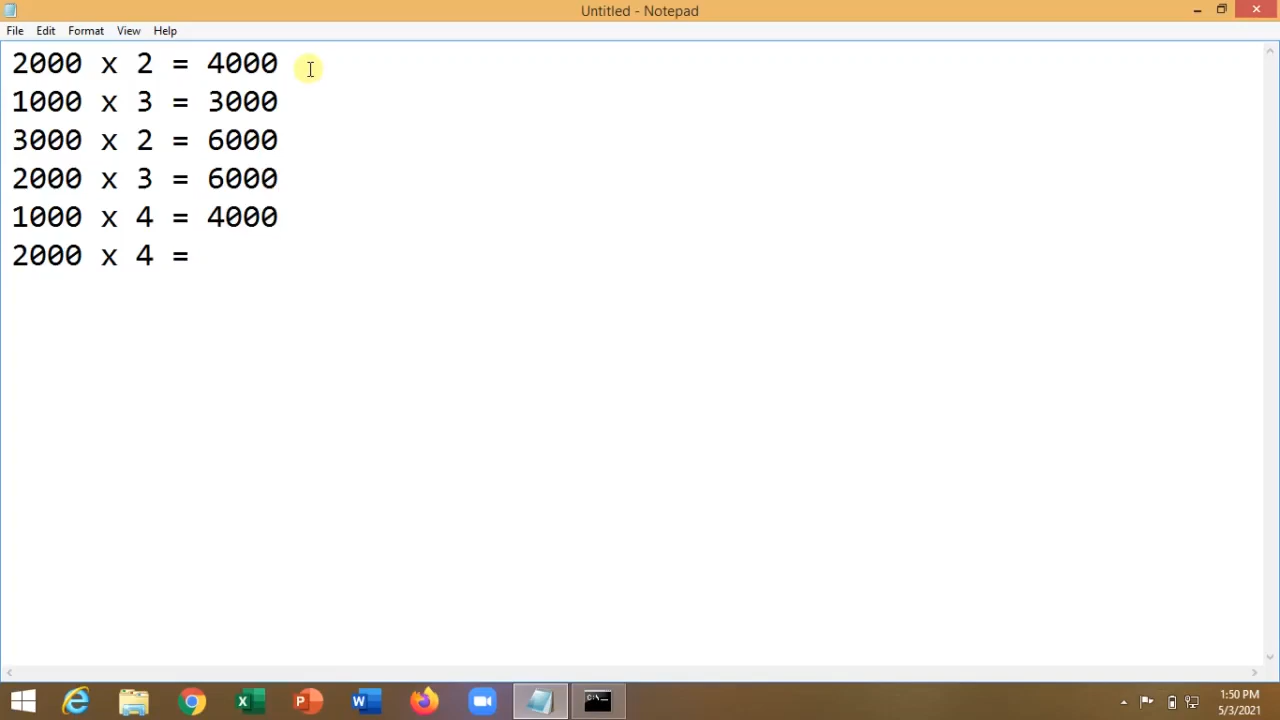 Untitled - Notepad
File Edit Format View Help
2000 x 2 = 4000
1000 x 3 = 3000
3000 x 2 = 6000
2000 x 3 = 6000
1000 x 4 = 4000
2000 x 4 =
1:50 PM
5/3/2021